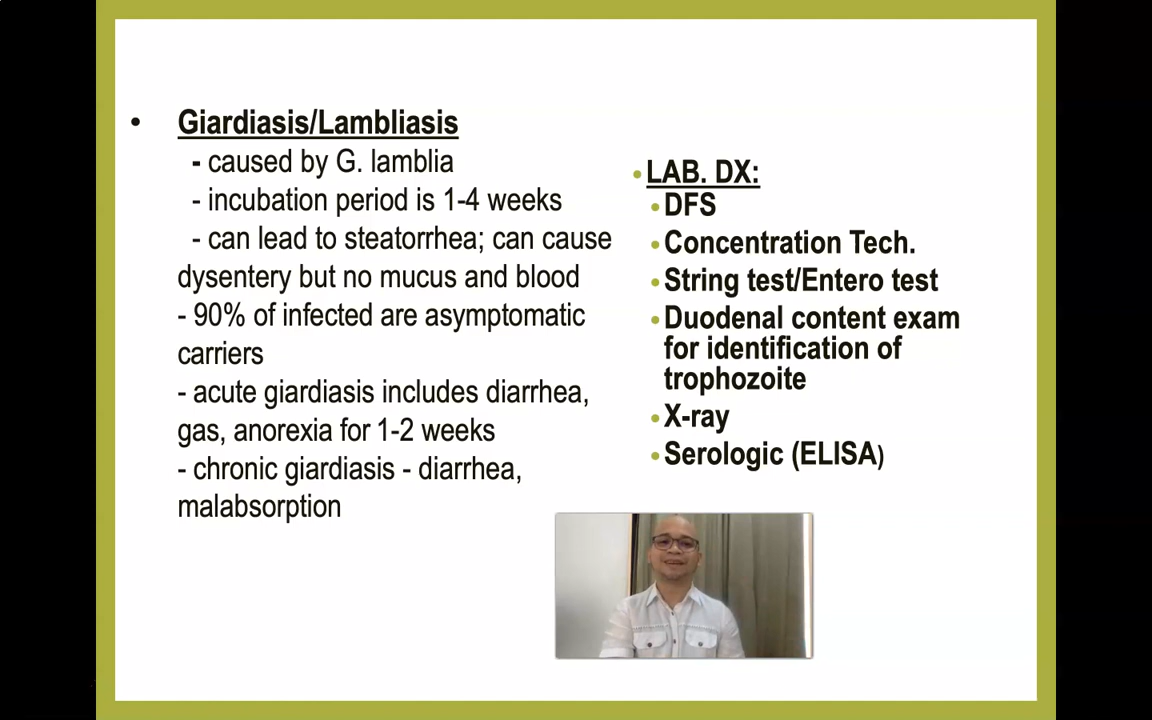 • Giardiasis/Lambliasis
- caused by G. lamblia
- incubation period is 1-4 weeks
- can lead to steatorrhea; can cause
dysentery but no mucus and blood
- 90% of infected are asymptomatic
carriers
- acute giardiasis includes diarrhea,
gas, anorexia for 1-2 weeks
- chronic giardiasis - diarrhea,
malabsorption
• LAB. DX:
• DFS
• Concentration Tech.
• String test/Entero test
• Duodenal content exam
for identification of
trophozoite
• X-ray
• Serologic (ELISA)